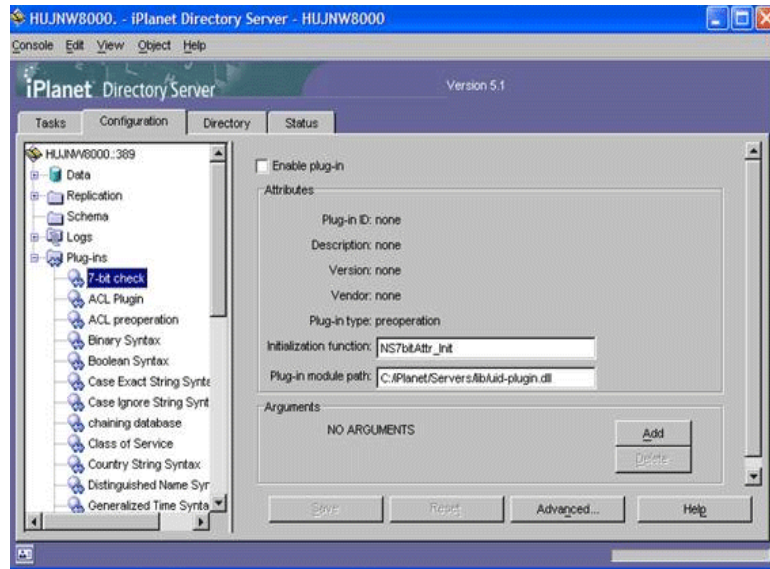 HUJNW8000. - iPlanet Directory Server - HUJNW8000
Console Edit View Object Help
iPlanet Directory Server
Version 5.1
Tasks Configuration Directory Status
HUJNW8000.:389
Data
Replication
Schema
Logs
Plug-ins
7-bit check
ACL Plugin
ACL preoperation
Binary Syntax
Boolean Syntax
Case Exact String Synta
Case Ignore String Synt
chaining database
Class of Service
Country String Syntax
Distinguished Name Syr
Generalized Time Synta
Enable plug-in
Attributes
Plug-in ID: none
Description: none
Version: none
Vendor: none
Plug-in type: preoperation
Initialization function: NS7bitAttr_Init
Plug-in module path: C:/iPlanet/Servers/lib/uid-plugin.dll
Arguments
NO ARGUMENTS
Add
Delete
Save Reset Advanced... Help